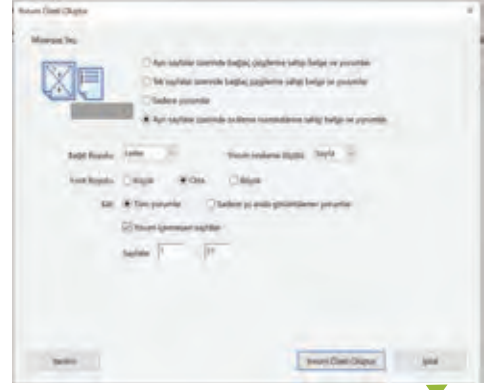 Yorum Özeti Oluştur
Mizanpaj Seç
Ayrı sayfalar üzerinde bağlaç çizgilerine sahip belge ve yorumlar
Tek sayfalar üzerinde bağlaç çizgilerine sahip belge ve yorumlar
Sadece yorumlar
Ayrı sayfalar üzerinde sıralama numaralarına sahip belge ve yorumlar
Kağıt Boyutu: Letter Yorum sıralama ölçütü: Sayfa
Font Boyutu: Küçük Orta Büyük
Tüm yorumlar Sadece şu anda görüntülenen yorumlar
Yorum içermeyen sayfalar
Sayfalar 1
Yardım Yorum Özeti Oluştur İptal